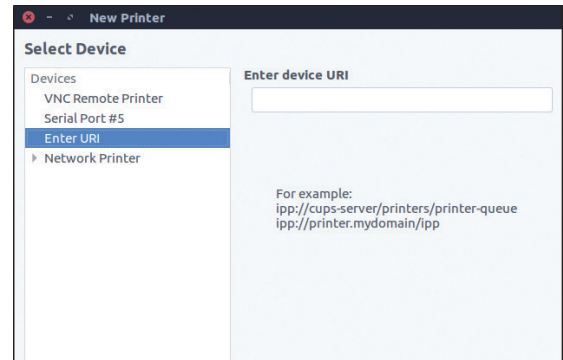 New Printer
Select Device
Devices
VNC Remote Printer
Serial Port #5
Enter URI
Network Printer
Enter device URI
For example:
ipp://cups-server/printers/printer-queue
ipp://printer.mydomain/ipp